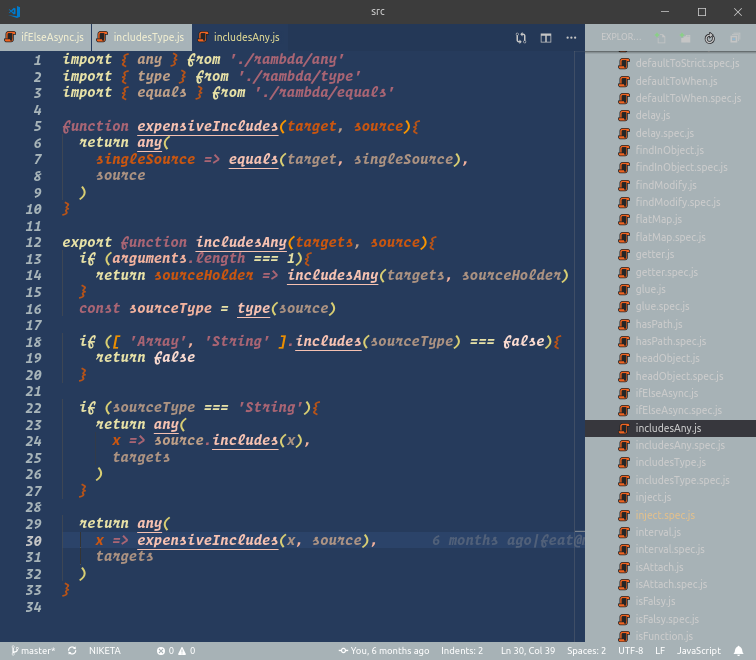 src
ifElseAsync.js includesType.js includesAny.js
EXPLOR...
1 import { any } from './rambda/any'
2 import { type } from './rambda/type'
3 import { equals } from './rambda/equals'
4
5 function expensiveIncludes(target, source){
6 return any(
7 singleSource => equals(target, singleSource),
8 source
9 )
10 }
11
12 export function includesAny(targets, source){
13 if (arguments.length === 1){
14 return sourceHolder => includesAny(targets, sourceHolder)
15 }
16 const sourceType = type(source)
17
18 if ([ 'Array', 'String' ].includes(sourceType) === false){
19 return false
20 }
21
22 if (sourceType === 'String'){
23 return any(
24 x => source.includes(x),
25 targets
26 )
27 }
28
29 return any(
30 x => expensiveIncludes(x, source), 6 months ago|feat@
31 targets
32 )
33 }
34
defaultToStrict.spec.js
defaultToWhen.js
defaultToWhen.spec.js
delay.js
delay.spec.js
findInObject.js
findInObject.spec.js
findModify.js
findModify.spec.js
flatMap.js
flatMap.spec.js
getter.js
getter.spec.js
glue.js
glue.spec.js
hasPath.js
hasPath.spec.js
headObject.js
headObject.spec.js
ifElseAsync.js
ifElseAsync.spec.js
includesAny.js
includesAny.spec.js
includesType.js
includesType.spec.js
inject.js
inject.spec.js
interval.js
interval.spec.js
isAttach.js
isAttach.spec.js
isFalsy.js
isFalsy.spec.js
isFunction.js
master* NIKETA 0 0 You, 6 months ago Indents: 2 Ln 30, Col 39 Spaces: 2 UTF-8 LF JavaScript